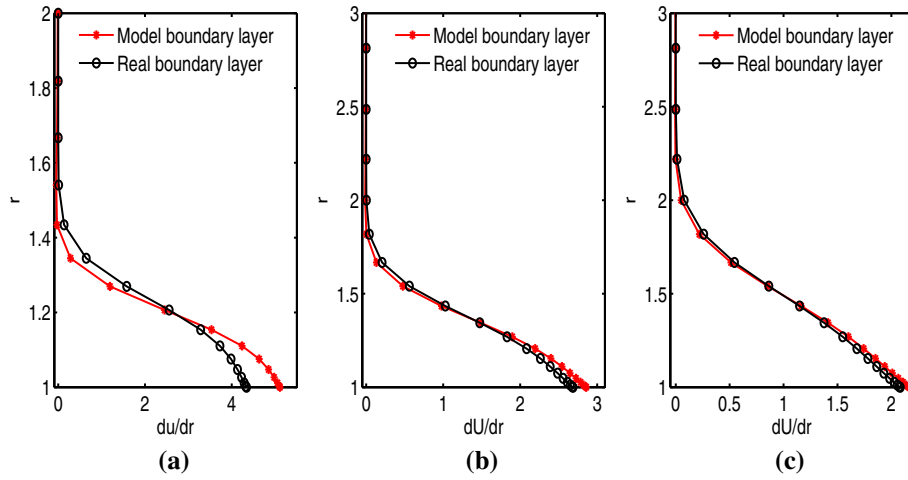 2
1.8
1.6
1.4
1.2
1
r
0 2 4
du/dr
Model boundary layer
Real boundary layer
(a)
3
2.5
2
1.5
1
r
0 1 2 3
dU/dr
Model boundary layer
Real boundary layer
(b)
3
2.5
2
1.5
1
r
0 0.5 1 1.5 2
dU/dr
Model boundary layer
Real boundary layer
(c)